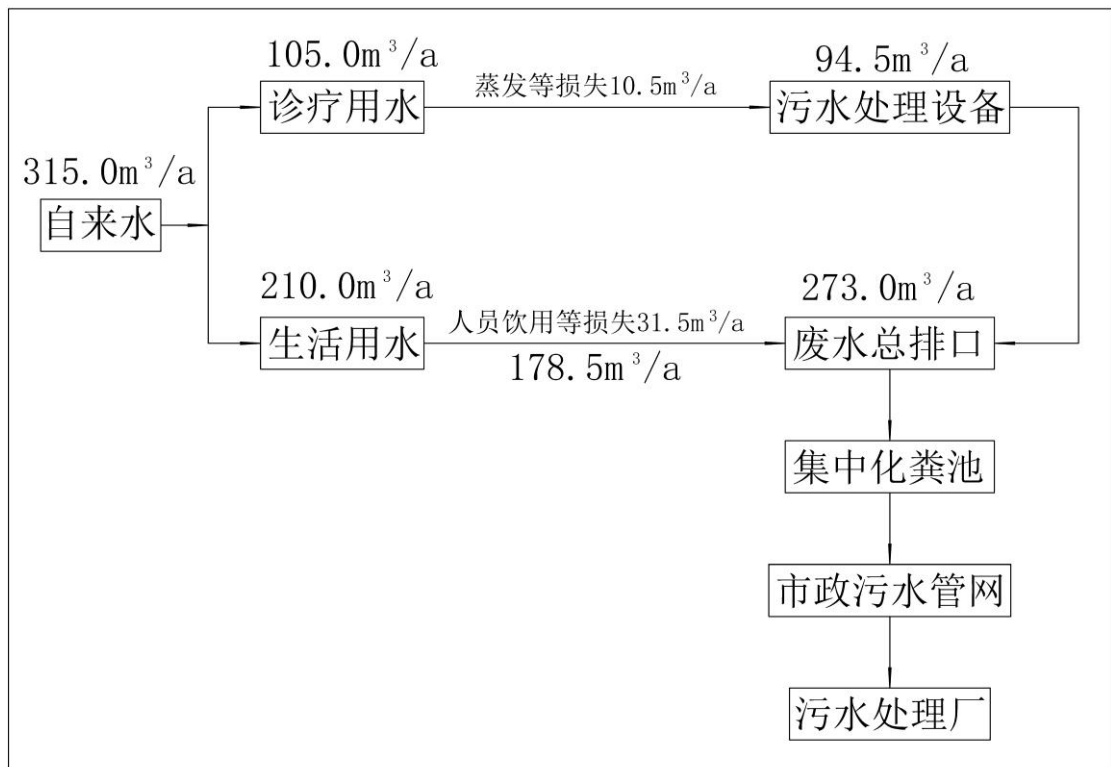 105.0m³/a
94.5m³/a
诊疗用水
蒸发等损失10.5m³/a
污水处理设备
315.0m³/a
自来水
210.0m³/a
273.0m³/a
生活用水
人员饮用等损失31.5m³/a
178.5m³/a
废水总排口
集中化粪池
市政污水管网
污水处理厂